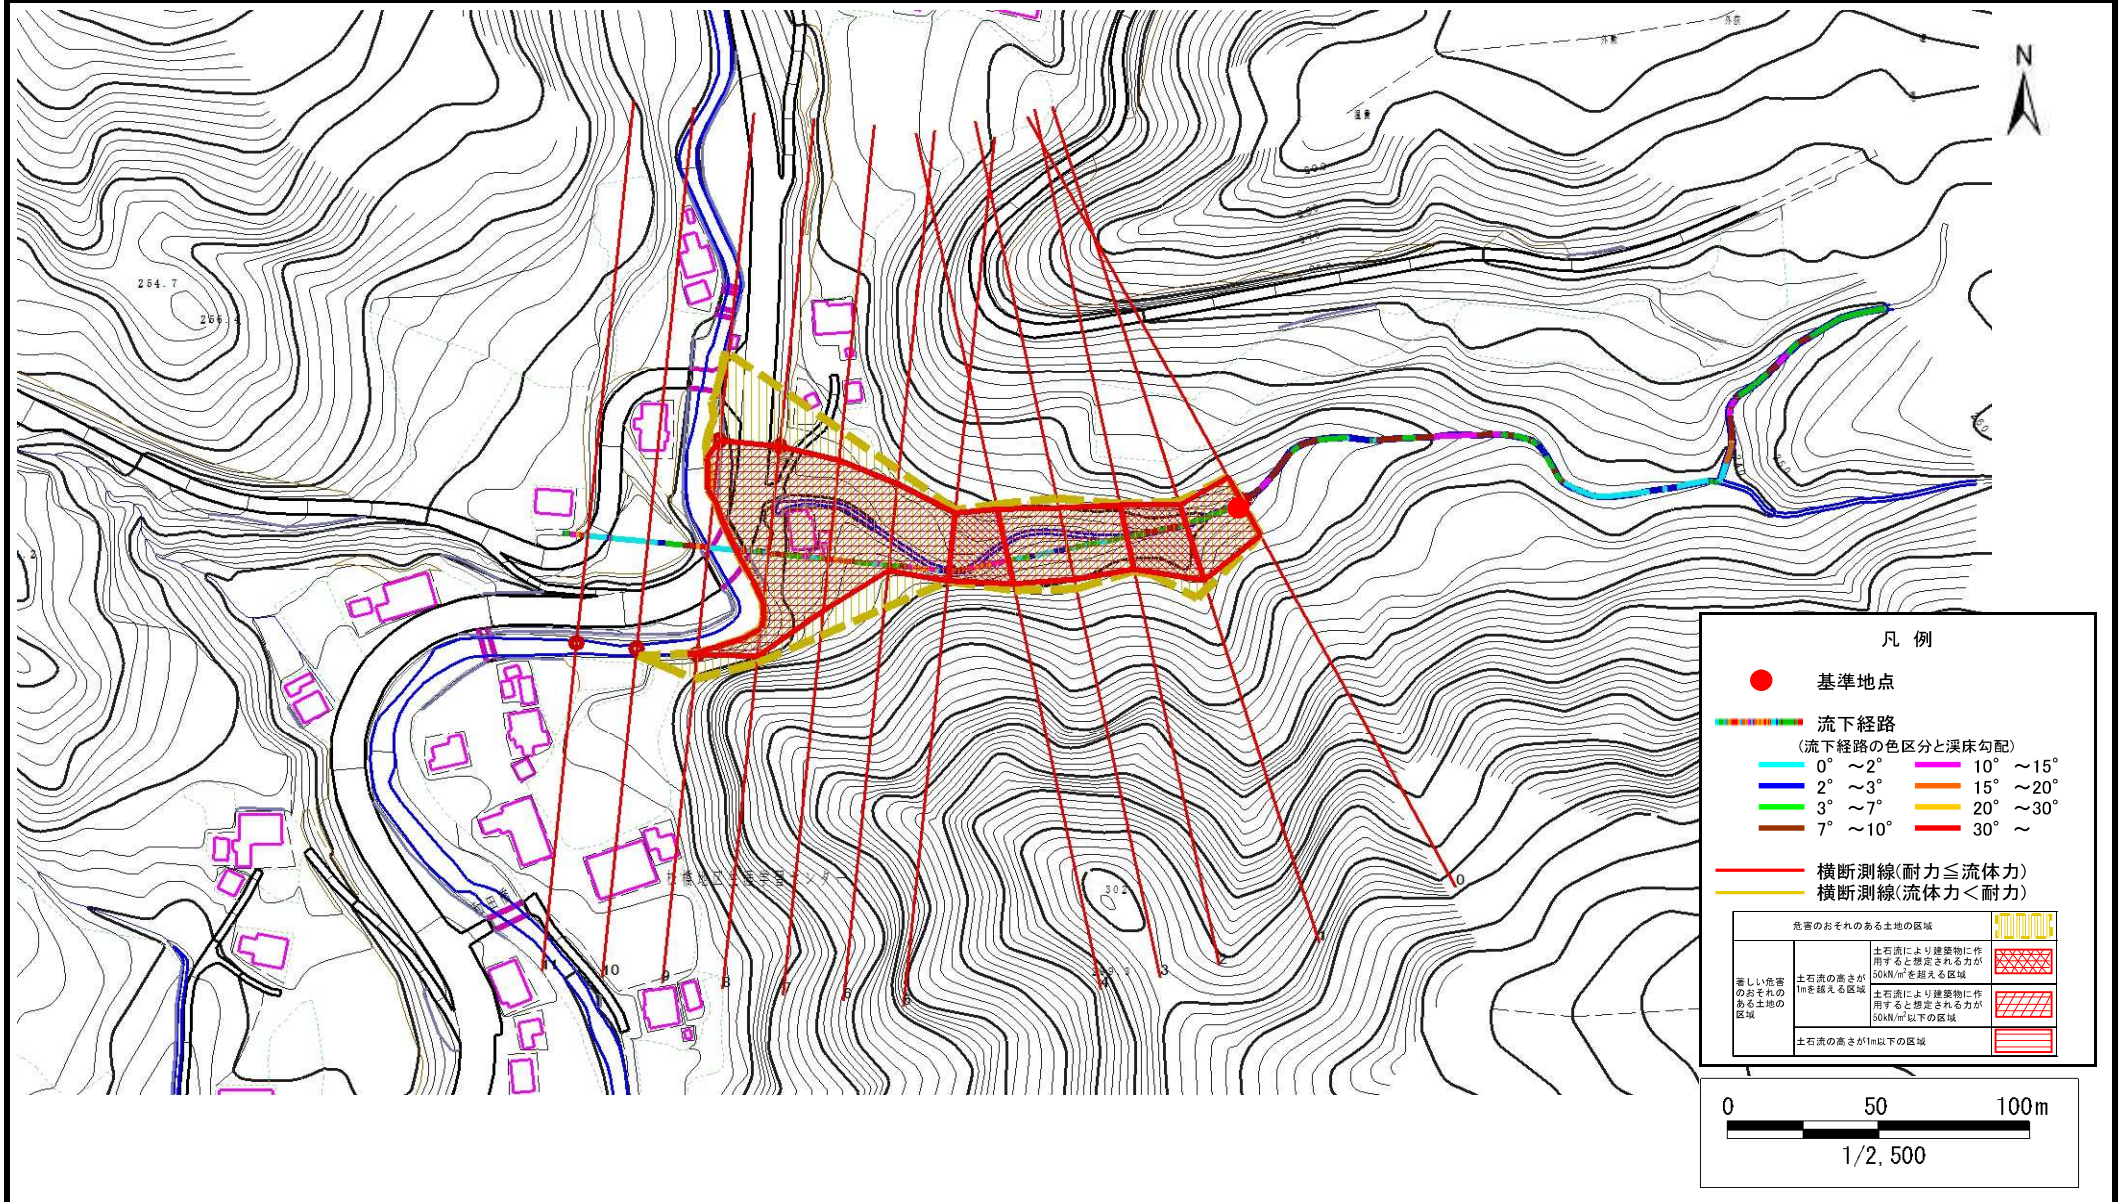 N
254.7
256.4
302
0
1
2
3
4
5
6
7
8
9
10
11
凡 例
基準地点
流下経路
(流下経路の色区分と渓床勾配)
0° ～2° 10° ～15°
2° ～3° 15° ～20°
3° ～7° 20° ～30°
7° ～10° 30° ～
横断測線(耐力≦流体力)
横断測線(流体力＜耐力)
危害のおそれのある土地の区域
著しい危害
のおそれの
ある土地の
区域
土石流の高さが
1mを越える区域
土石流により建築物に作
用すると想定される力が
50kN/㎡を超える区域
土石流により建築物に作
用すると想定される力が
50kN/㎡以下の区域
土石流の高さが1m以下の区域
0 50 100m
1/2,500